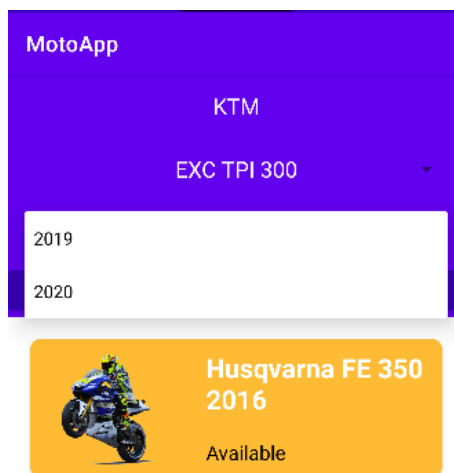 MotoApp
KTM
EXC TPI 300
2019
2020
Husqvarna FE 350
2016
Available